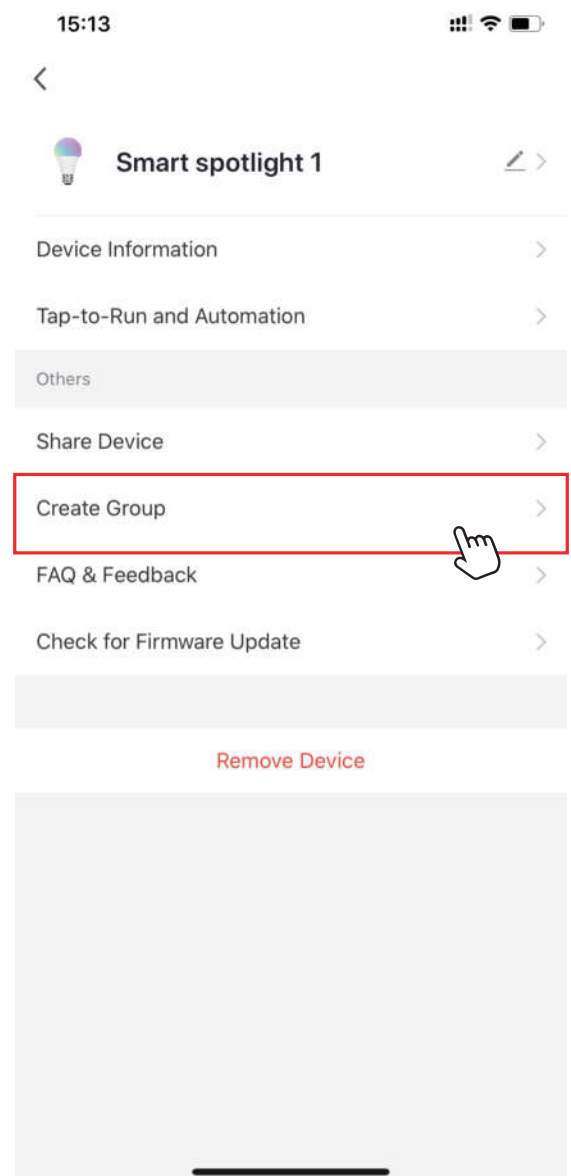 15:13
Smart spotlight 1
Device Information
Tap-to-Run and Automation
Others
Share Device
Create Group
FAQ & Feedback
Check for Firmware Update
Remove Device